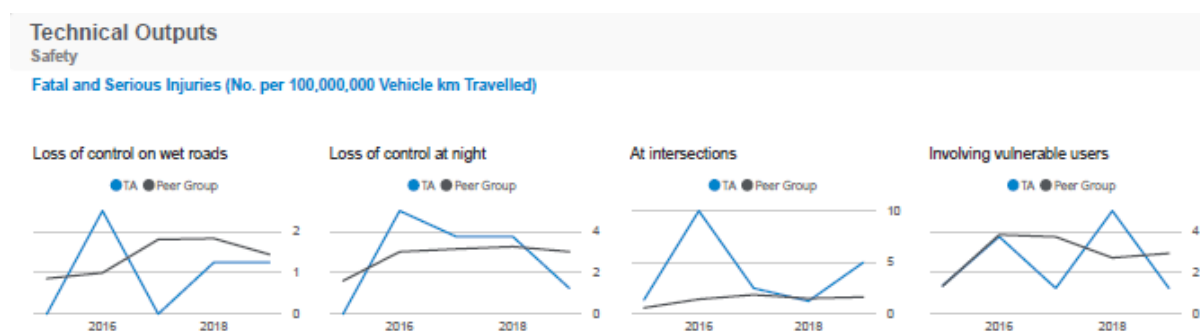 Technical Outputs
Safety
Fatal and Serious Injuries (No. per 100,000,000 Vehicle km Travelled)
Loss of control on wet roads
TA Peer Group
2
1
0
2016 2018
Loss of control at night
TA Peer Group
4
2
0
2016 2018
At intersections
TA Peer Group
10
5
0
2016 2018
Involving vulnerable users
TA Peer Group
4
2
0
2016 2018